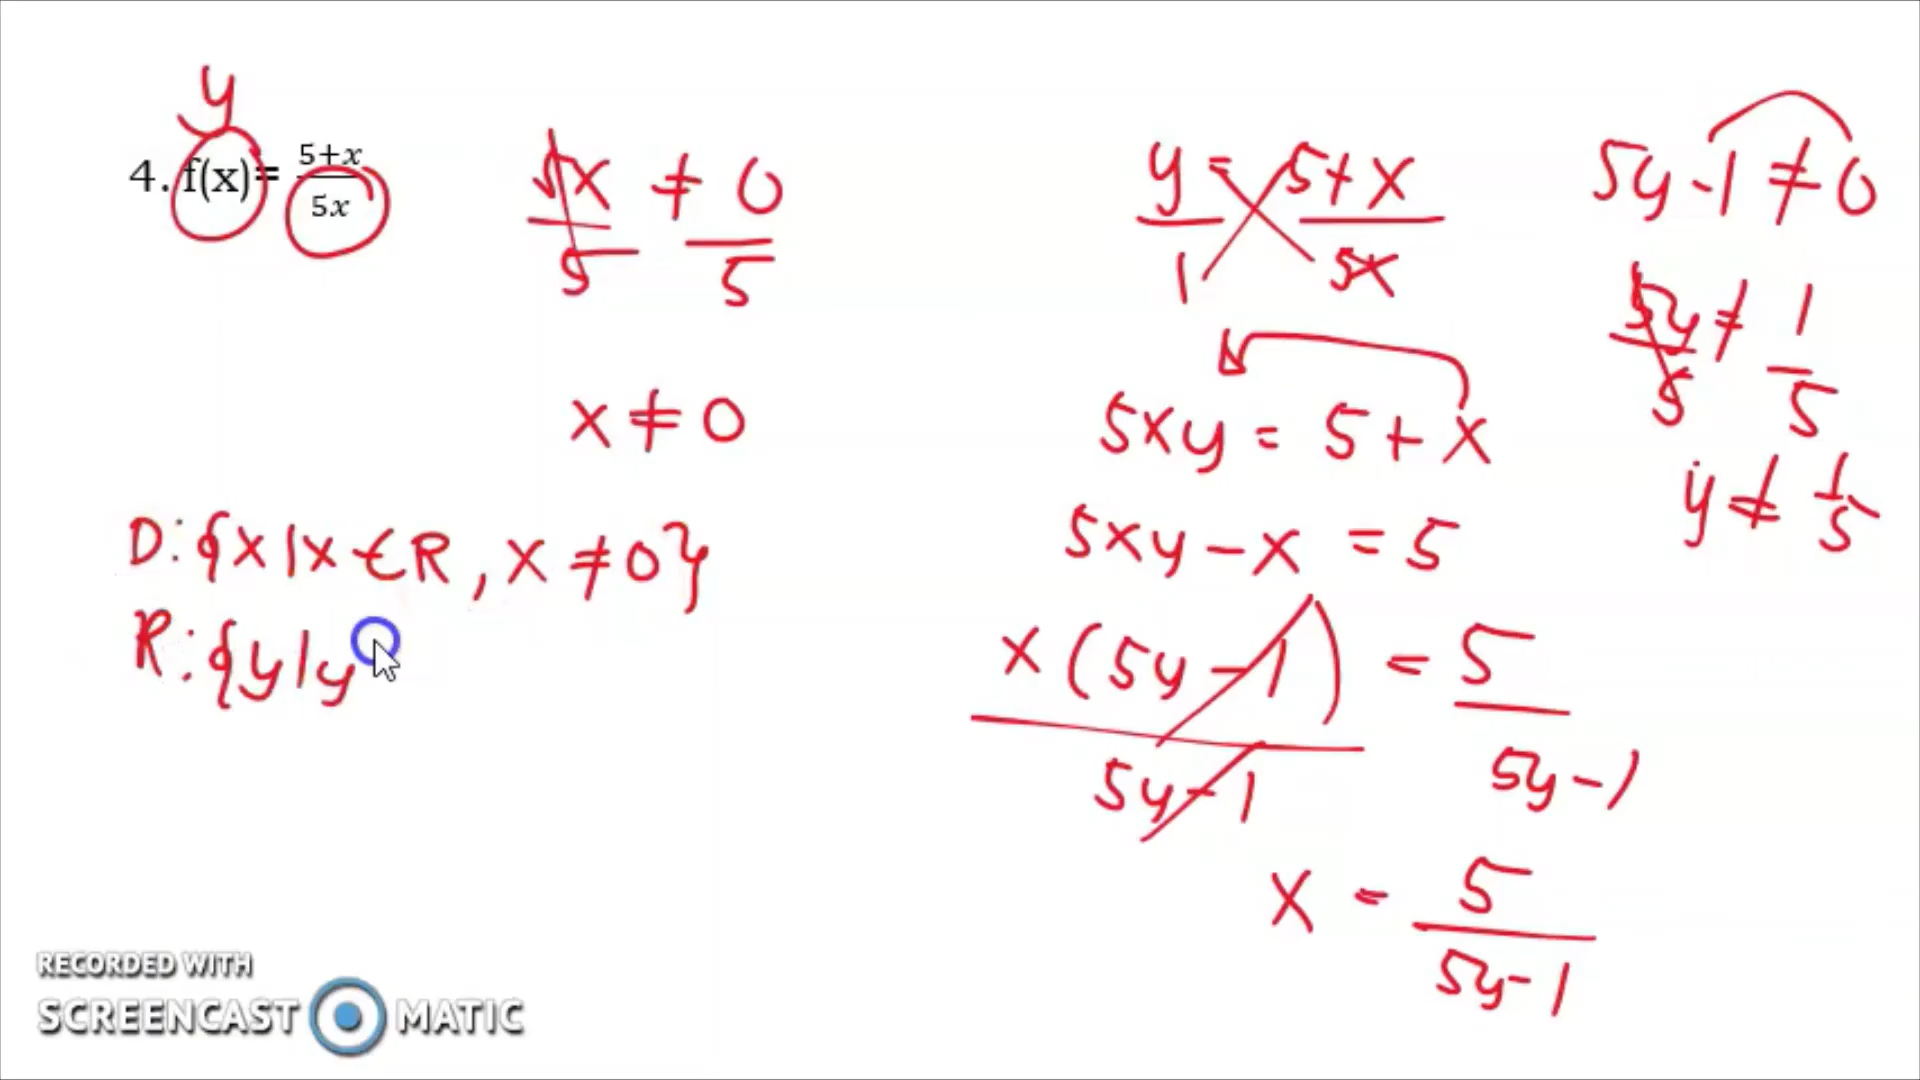 y
4. f(x)= 5+x
5x
5x ≠ 0
5 5
x ≠ 0
D: {x|x∈R, x ≠0}
R: {y|y
y = 5+x
1 5x
5xy = 5+x
5xy - x = 5
x(5y-1) = 5
5y-1 5y-1
x = 5
5y-1
5y-1 ≠ 0
5y ≠ 1
5 5
y ≠ 1/5
RECORDED WITH
SCREENCAST MATIC